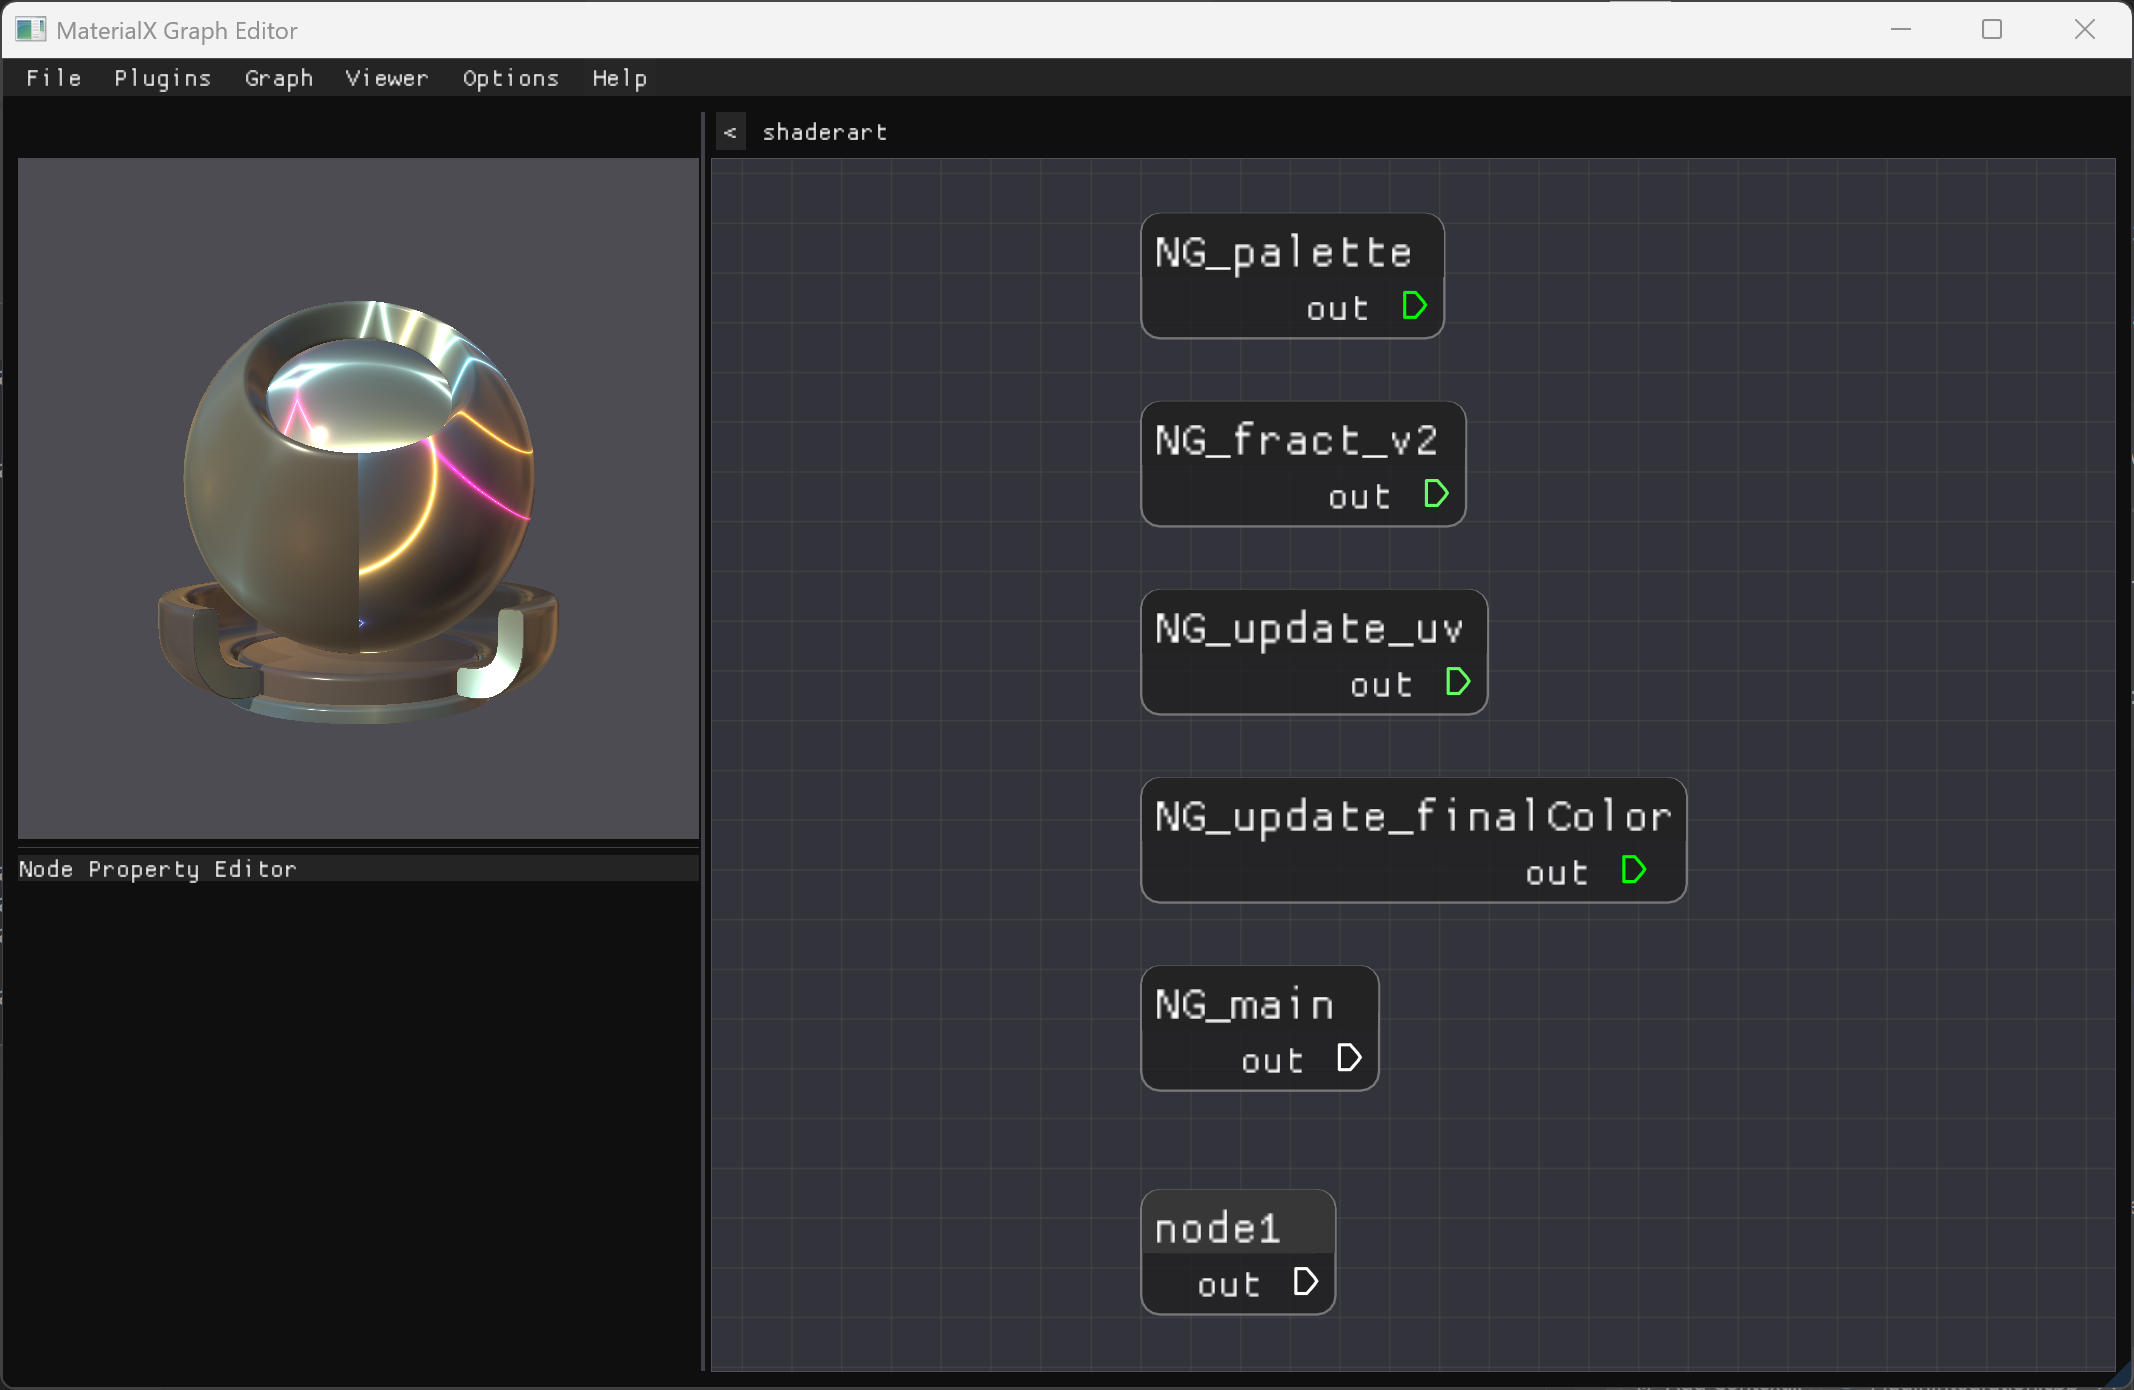 MaterialX Graph Editor
File Plugins Graph Viewer Options Help
< shaderart
NG_palette
out
NG_fract_v2
out
NG_update_uv
out
NG_update_finalColor
out
NG_main
out
node1
out
Node Property Editor